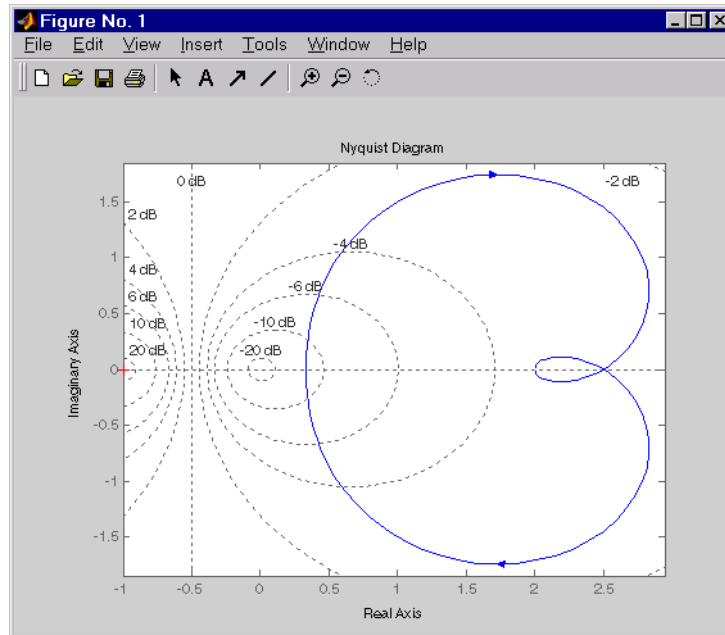 Figure No. 1
File Edit View Insert Tools Window Help
A
Nyquist Diagram
0 dB
-2 dB
2 dB
-4 dB
4 dB
-6 dB
6 dB
-10 dB
10 dB
-20 dB
20 dB
1.5
1
0.5
0
-0.5
-1
-1.5
Imaginary Axis
-1 -0.5 0 0.5 1 1.5 2 2.5
Real Axis